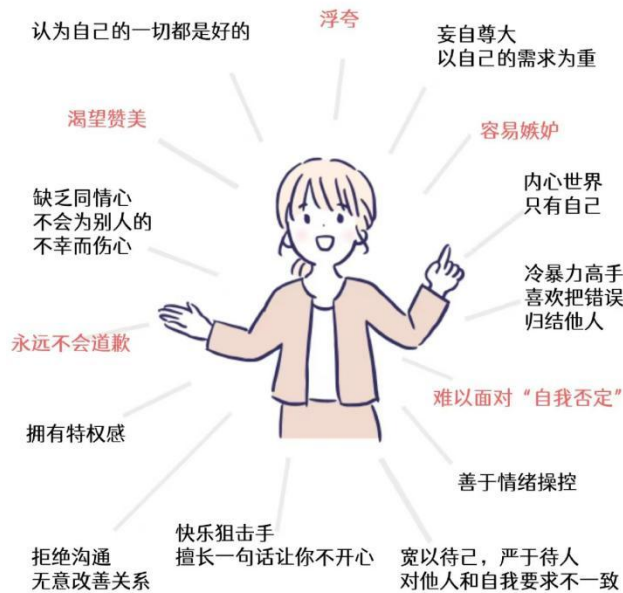 浮夸
认为自己的一切都是好的
妄自尊大
以自己的需求为重
渴望赞美
容易嫉妒
缺乏同情心
不会为别人的
不幸而伤心
内心世界
只有自己
冷暴力高手
喜欢把错误
归结他人
永远不会道歉
难以面对“自我否定”
拥有特权感
善于情绪操控
快乐狙击手
擅长一句话让你不开心
拒绝沟通
无意改善关系
宽以待己，严于待人
对他人和自我要求不一致